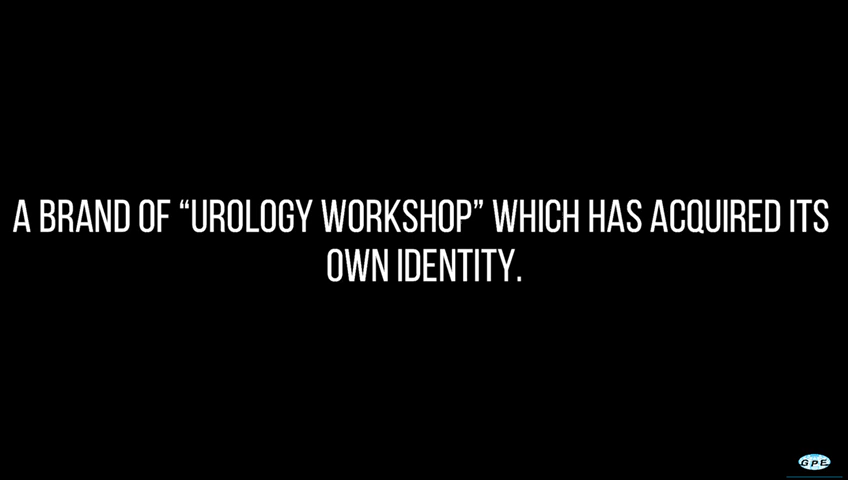 A BRAND OF “UROLOGY WORKSHOP” WHICH HAS ACQUIRED ITS
OWN IDENTITY.
GPE